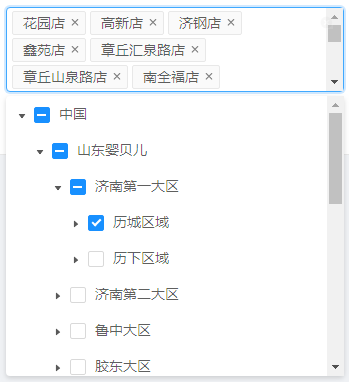 花园店 × 高新店 × 济钢店 ×
鑫苑店 × 章丘汇泉路店 ×
章丘山泉路店 × 南全福店 ×
中国
山东婴贝儿
济南第一大区
历城区域
历下区域
济南第二大区
鲁中大区
胶东大区